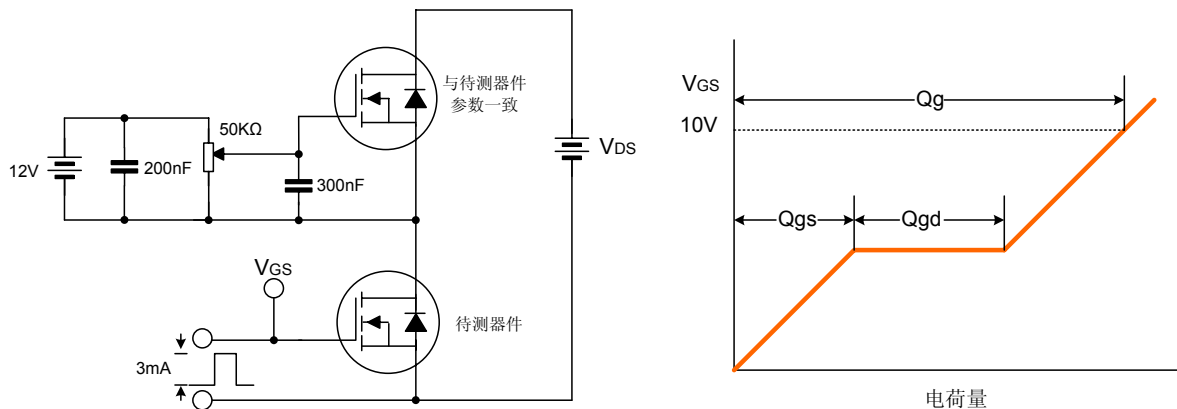 与待测器件
参数一致
50KΩ
12V
200nF
300nF
VDS
VGS
待测器件
3mA
VGS
10V
Qg
Qgs
Qgd
电荷量